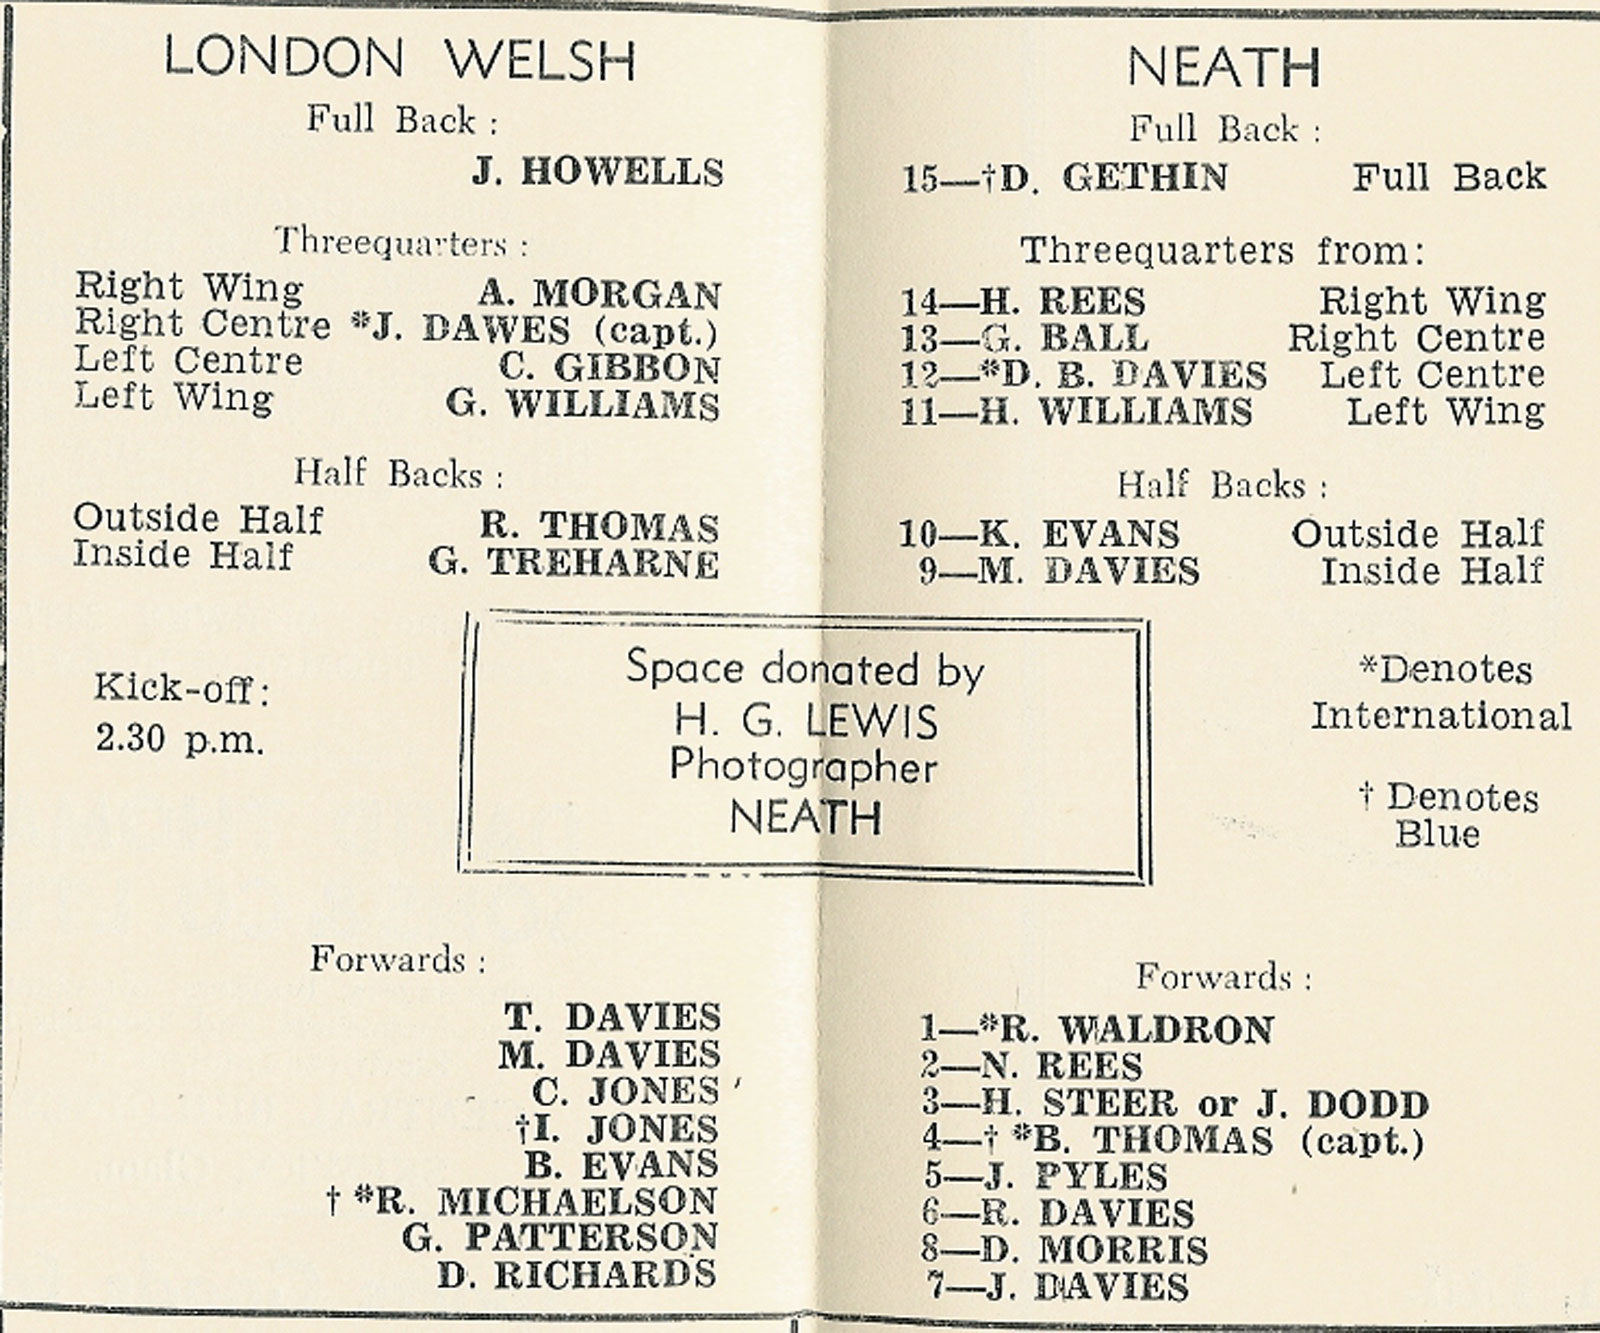 LONDON WELSH
Full Back :
J. HOWELLS
Threequarters :
Right Wing A. MORGAN
Right Centre *J. DAWES (capt.)
Left Centre C. GIBBON
Left Wing G. WILLIAMS
Half Backs :
Outside Half R. THOMAS
Inside Half G. TREHARNE
Kick-off:
2.30 p.m.
Forwards :
T. DAVIES
M. DAVIES
C. JONES
†I. JONES
B. EVANS
† *R. MICHAELSON
G. PATTERSON
D. RICHARDS
Space donated by
H. G. LEWIS
Photographer
NEATH
NEATH
Full Back :
15—†D. GETHIN Full Back
Threequarters from:
14—H. REES Right Wing
13—G. BALL Right Centre
12—*D. B. DAVIES Left Centre
11—H. WILLIAMS Left Wing
Half Backs :
10—K. EVANS Outside Half
9—M. DAVIES Inside Half
*Denotes
International
† Denotes
Blue
Forwards :
1—*R. WALDRON
2—N. REES
3—H. STEER or J. DODD
4—† *B. THOMAS (capt.)
5—J. PYLES
6—R. DAVIES
8—D. MORRIS
7—J. DAVIES